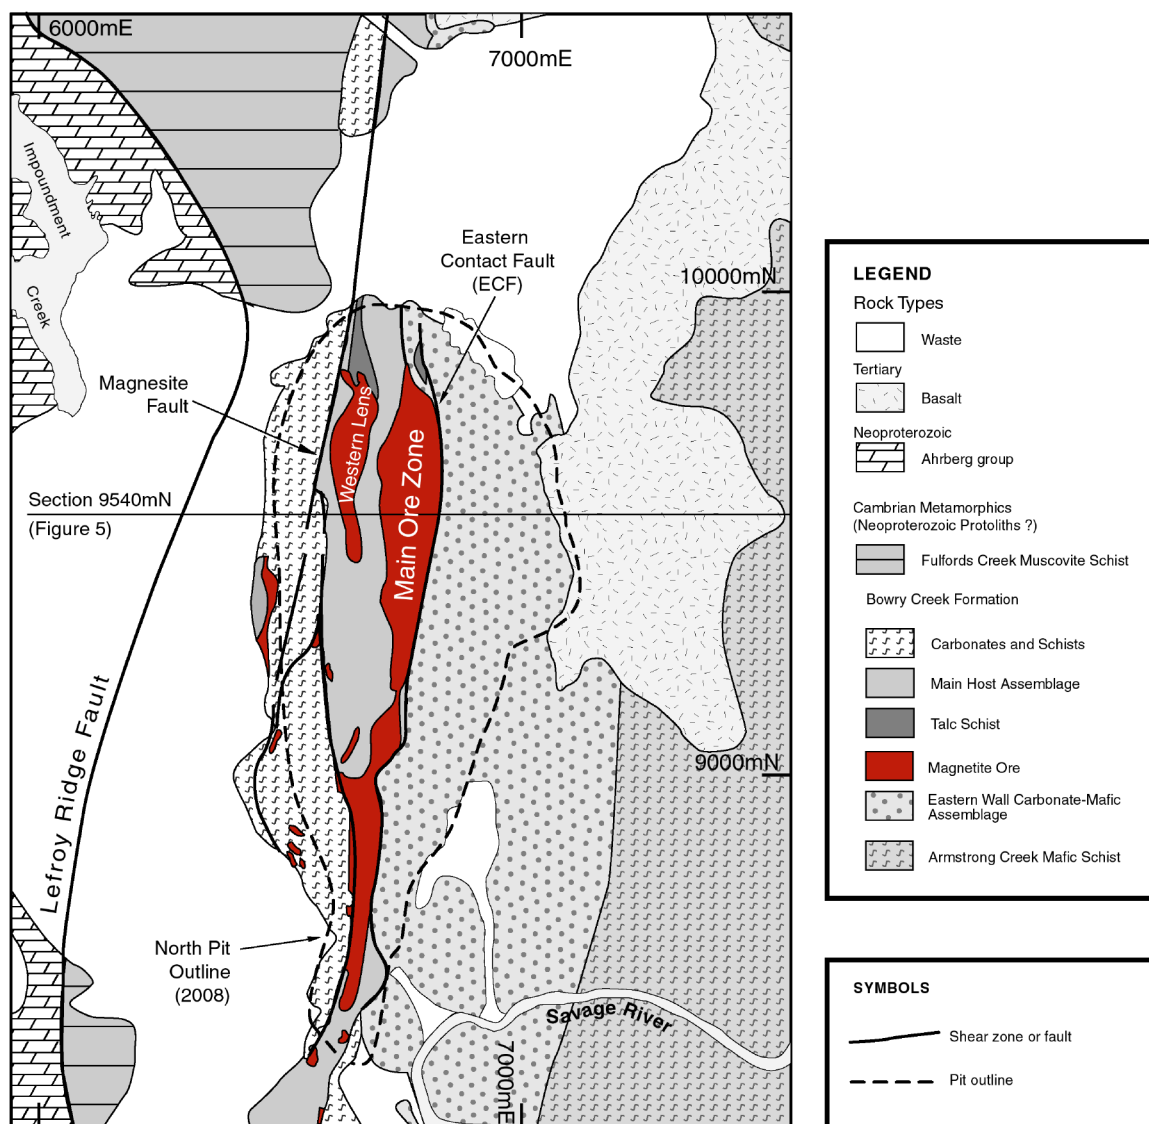 6000mE
7000mE
Impoundment
Creek
Eastern
Contact Fault
(ECF)
10000mN
Magnesite
Fault
Western Lens
Main Ore Zone
Section 9540mN
(Figure 5)
Lefroy Ridge Fault
9000mN
North Pit
Outline
(2008)
Savage River
7000mE
LEGEND
Rock Types
Waste
Tertiary
Basalt
Neoproterozoic
Ahrberg group
Cambrian Metamorphics
(Neoproterozoic Protoliths ?)
Fulfords Creek Muscovite Schist
Bowry Creek Formation
Carbonates and Schists
Main Host Assemblage
Talc Schist
Magnetite Ore
Eastern Wall Carbonate-Mafic
Assemblage
Armstrong Creek Mafic Schist
SYMBOLS
Shear zone or fault
Pit outline